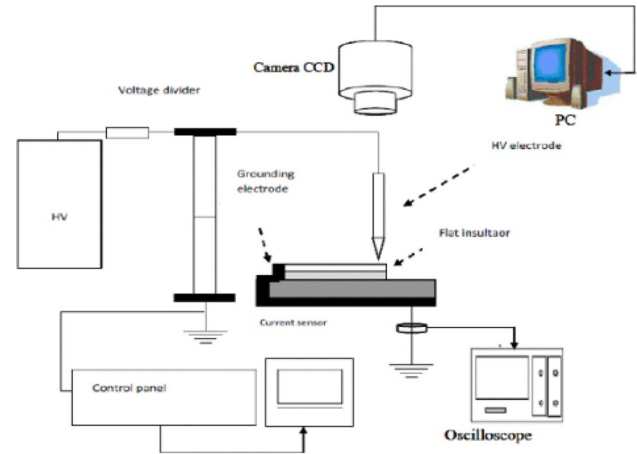 Camera CCD
Voltage divider
PC
HV electrode
Grounding
electrode
HV
Flat insultaor
Current sensor
Control panel
Oscilloscope